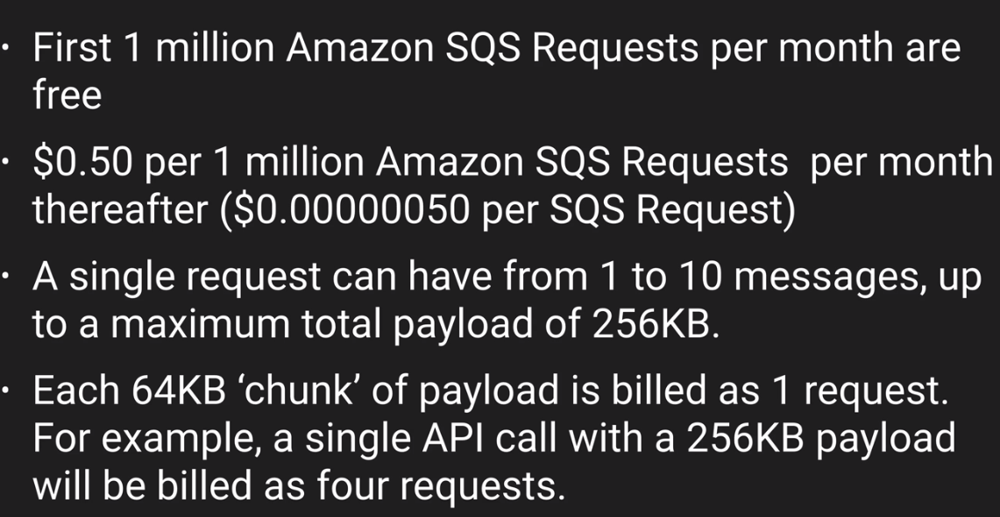 · First 1 million Amazon SQS Requests per month are
free
· $0.50 per 1 million Amazon SQS Requests  per month
thereafter ($0.00000050 per SQS Request)
· A single request can have from 1 to 10 messages, up
to a maximum total payload of 256KB.
· Each 64KB ‘chunk’ of payload is billed as 1 request.
For example, a single API call with a 256KB payload
will be billed as four requests.